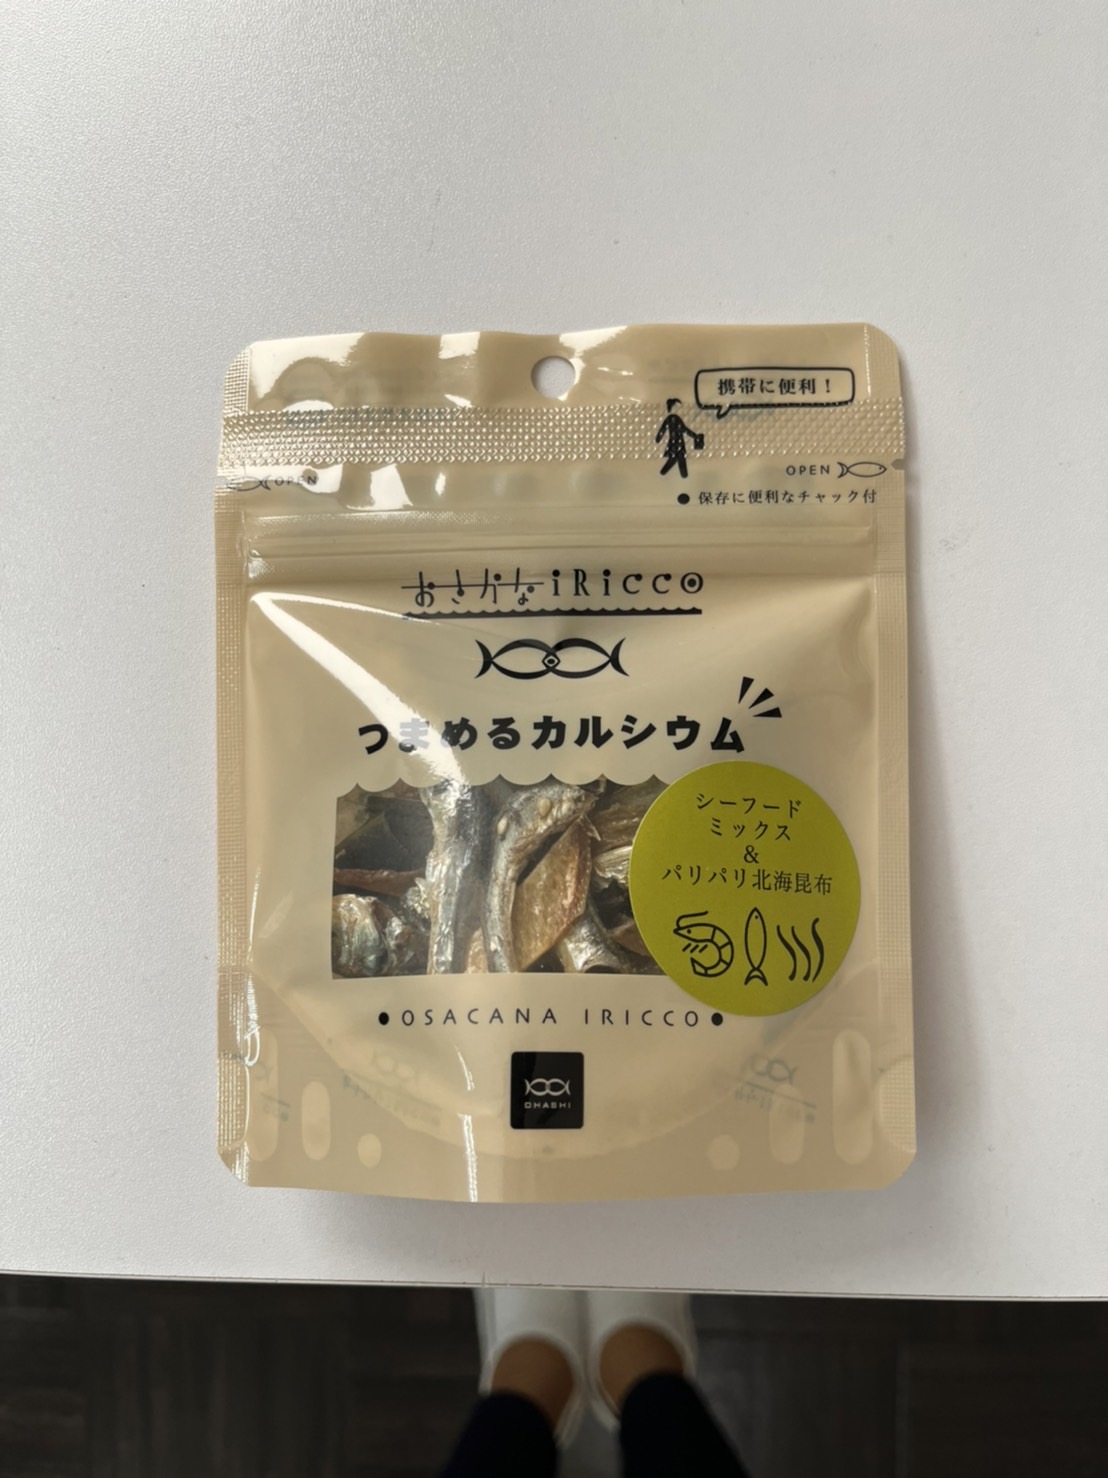 携帯に便利！
OPEN
OPEN
● 保存に便利なチャック付
おさかなiRicco
つまめるカルシウム
シーフード
ミックス
&
パリパリ北海昆布
●OSACANA IRICCO●
OHASHI